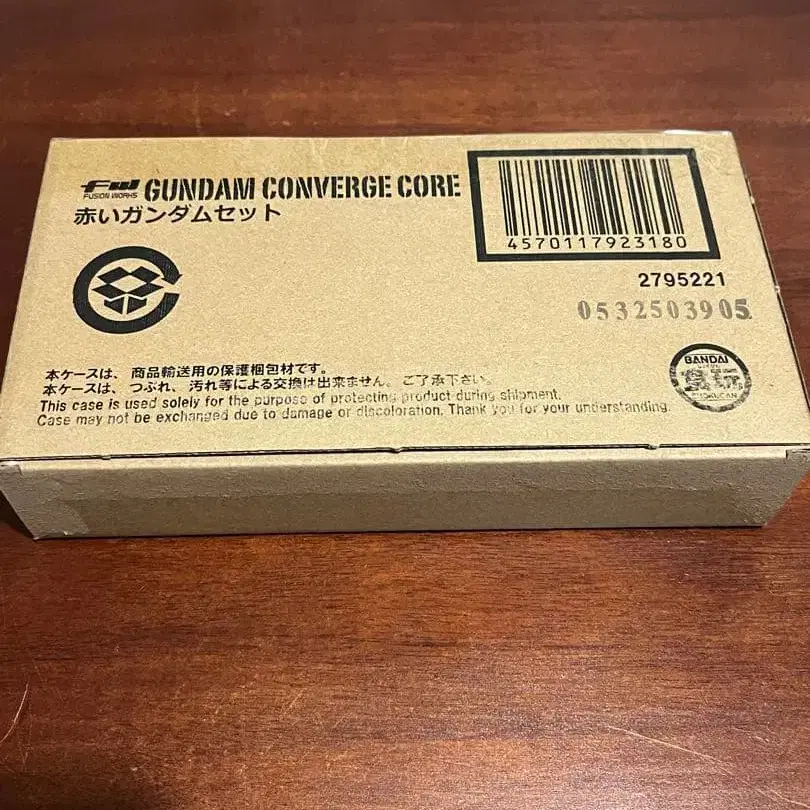 FW GUNDAM CONVERGE CORE
FUSION WORKS
赤いガンダムセット
4570117923180
2795221
0532503905
本ケースは、商品輸送用の保護梱包材です。
本ケースは、つぶれ、汚れ等による交換は出来ません。ご了承下さい。
This case is used solely for the purpose of protecting product during shipment.
Case may not be exchanged due to damage or discoloration. Thank you for your understanding.
BANDAI
食玩
SHOKUGAN